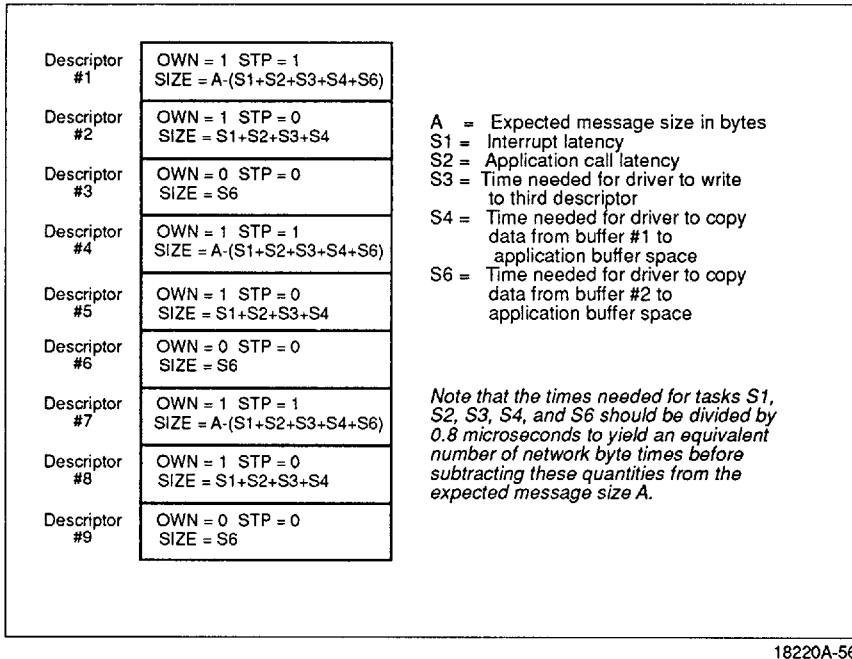 Descriptor
#1
OWN = 1 STP = 1
SIZE = A-(S1+S2+S3+S4+S6)
Descriptor
#2
OWN = 1 STP = 0
SIZE = S1+S2+S3+S4
Descriptor
#3
OWN = 0 STP = 0
SIZE = S6
Descriptor
#4
OWN = 1 STP = 1
SIZE = A-(S1+S2+S3+S4+S6)
Descriptor
#5
OWN = 1 STP = 0
SIZE = S1+S2+S3+S4
Descriptor
#6
OWN = 0 STP = 0
SIZE = S6
Descriptor
#7
OWN = 1 STP = 1
SIZE = A-(S1+S2+S3+S4+S6)
Descriptor
#8
OWN = 1 STP = 0
SIZE = S1+S2+S3+S4
Descriptor
#9
OWN = 0 STP = 0
SIZE = S6
A = Expected message size in bytes
S1 = Interrupt latency
S2 = Application call latency
S3 = Time needed for driver to write
to third descriptor
S4 = Time needed for driver to copy
data from buffer #1 to
application buffer space
S6 = Time needed for driver to copy
data from buffer #2 to
application buffer space
Note that the times needed for tasks S1,
S2, S3, S4, and S6 should be divided by
0.8 microseconds to yield an equivalent
number of network byte times before
subtracting these quantities from the
expected message size A.
18220A-56